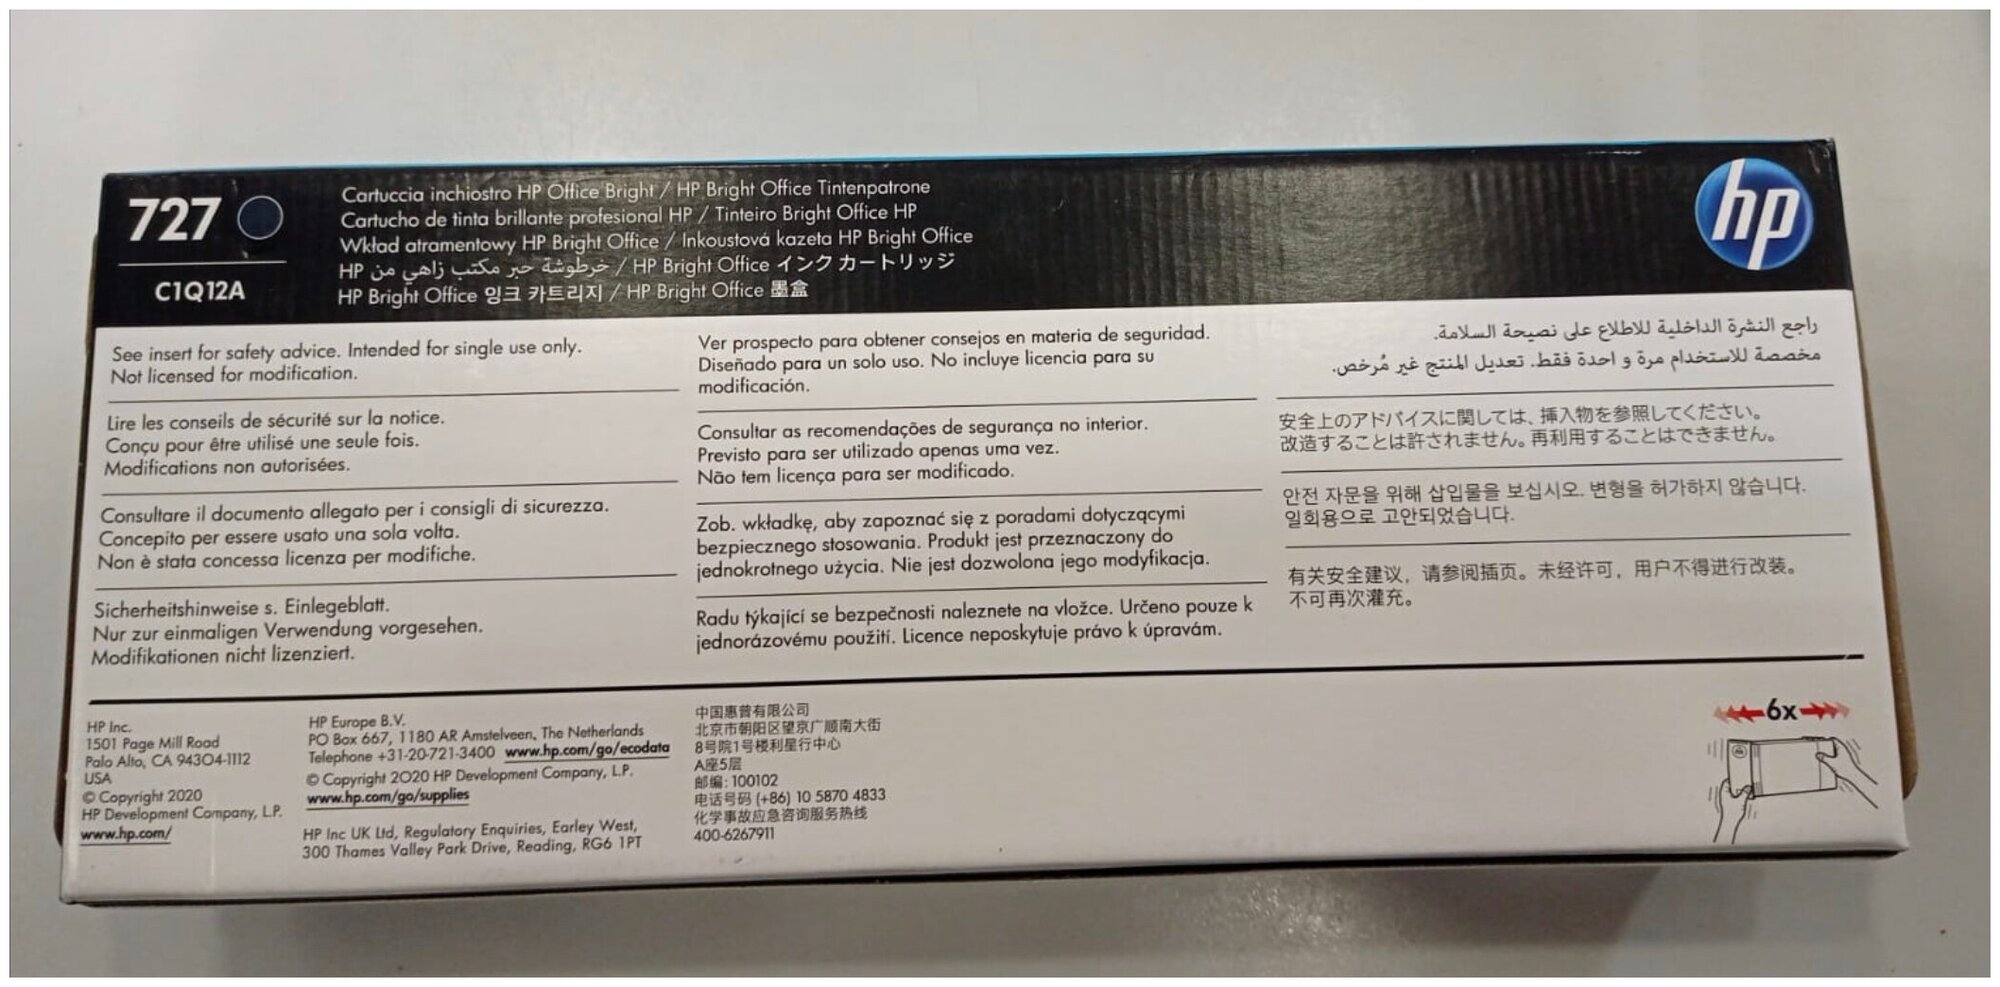 727
C1Q12A
Cartuccia inchiostro HP Office Bright / HP Bright Office Tintenpatrone
Cartucho de tinta brillante profesional HP / Tinteiro Bright Office HP
Wkład atramentowy HP Bright Office / Inkoustová kazeta HP Bright Office
خرطوشة حبر مكتب زاهي من HP / HP Bright Office インク カートリッジ
HP Bright Office 잉크 카트리지 / HP Bright Office 墨盒
hp
See insert for safety advice. Intended for single use only.
Not licensed for modification.
Lire les conseils de sécurité sur la notice.
Conçu pour être utilisé une seule fois.
Modifications non autorisées.
Consultare il documento allegato per i consigli di sicurezza.
Concepito per essere usato una sola volta.
Non è stata concessa licenza per modifiche.
Sicherheitshinweise s. Einlegeblatt.
Nur zur einmaligen Verwendung vorgesehen.
Modifikationen nicht lizenziert.
Ver prospecto para obtener consejos en materia de seguridad.
Diseñado para un solo uso. No incluye licencia para su
modificación.
Consultar as recomendações de segurança no interior.
Previsto para ser utilizado apenas uma vez.
Não tem licença para ser modificado.
Zob. wkładkę, aby zapoznać się z poradami dotyczącymi
bezpiecznego stosowania. Produkt jest przeznaczony do
jednokrotnego użycia. Nie jest dozwolona jego modyfikacja.
Radu týkající se bezpečnosti naleznete na vložce. Určeno pouze k
jednorázovému použití. Licence neposkytuje právo k úpravám.
راجع النشرة الداخلية للاطلاع على نصيحة السلامة.
مخصصة للاستخدام مرة و احدة فقط. تعديل المنتج غير مُرخص.
安全上のアドバイスに関しては、挿入物を参照してください。
改造することは許されません。再利用することはできません。
안전 자문을 위해 삽입물을 보십시오. 변형을 허가하지 않습니다.
일회용으로 고안되었습니다.
有关安全建议，请参阅插页。未经许可，用户不得进行改装。
不可再次灌充。
HP Inc.
1501 Page Mill Road
Palo Alto, CA 94304-1112
USA
© Copyright 2020
HP Development Company, L.P.
www.hp.com/
HP Europe B.V.
PO Box 667, 1180 AR Amstelveen, The Netherlands
Telephone +31-20-721-3400 www.hp.com/go/ecodata
© Copyright 2020 HP Development Company, L.P.
www.hp.com/go/supplies
HP Inc UK Ltd, Regulatory Enquiries, Earley West,
300 Thames Valley Park Drive, Reading, RG6 1PT
中国惠普有限公司
北京市朝阳区望京广顺南大街
8号院1号楼利星行中心
A座5层
邮编: 100102
电话号码 (+86) 10 5870 4833
化学事故应急咨询服务热线
400-6267911
6x